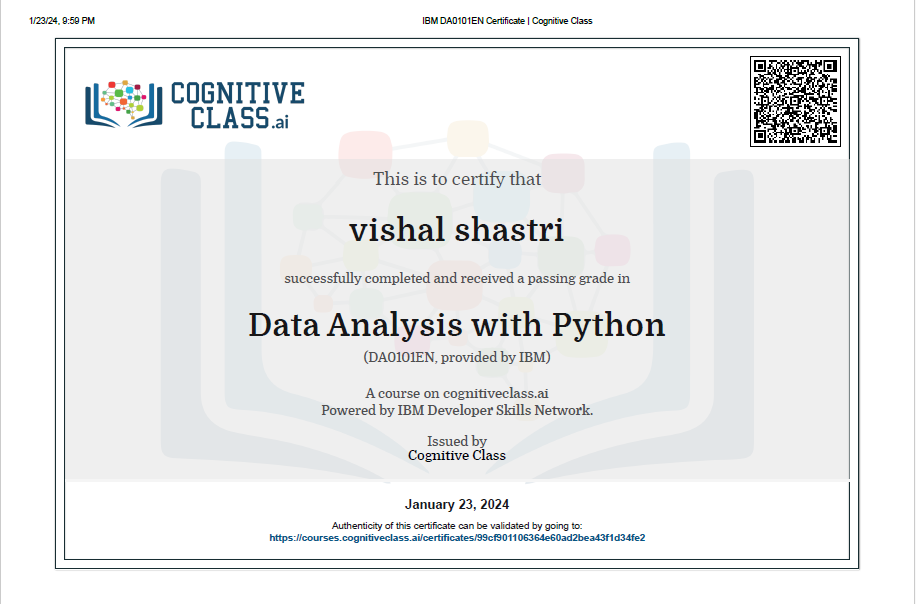 1/23/24, 9:59 PM
IBM DA0101EN Certificate | Cognitive Class
COGNITIVE
CLASS.ai
This is to certify that
vishal shastri
successfully completed and received a passing grade in
Data Analysis with Python
(DA0101EN, provided by IBM)
A course on cognitiveclass.ai
Powered by IBM Developer Skills Network.
Issued by
Cognitive Class
January 23, 2024
Authenticity of this certificate can be validated by going to:
https://courses.cognitiveclass.ai/certificates/99cf901106364e60ad2bea43f1d34fe2